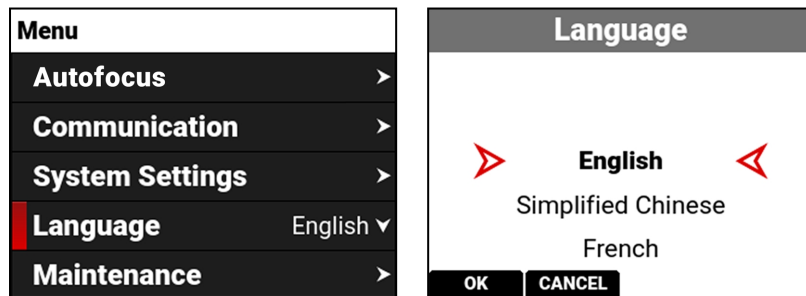 Menu
Autofocus
Communication
System Settings
Language English
Maintenance
Language
English
Simplified Chinese
French
OK CANCEL